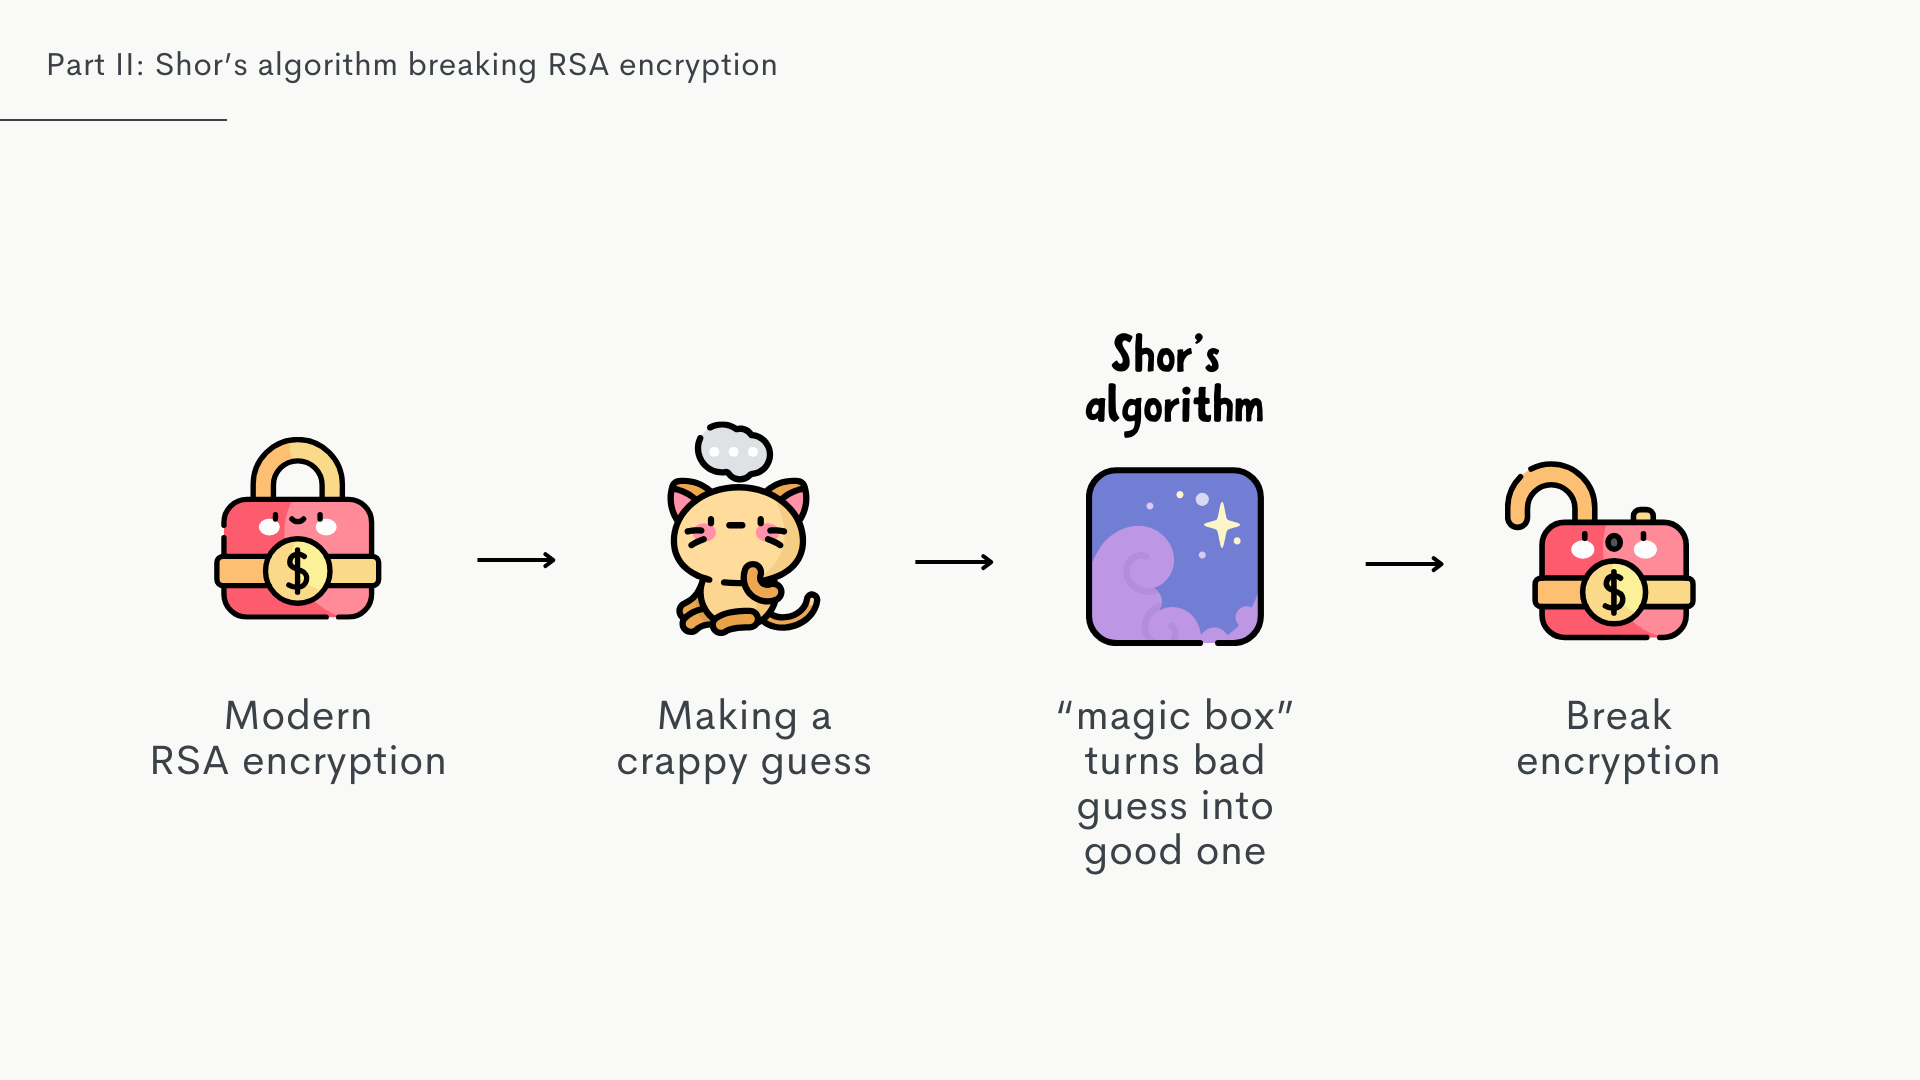 Part II: Shor’s algorithm breaking RSA encryption
Shor’s
algorithm
$
$
Modern
RSA encryption
Making a
crappy guess
“magic box”
turns bad
guess into
good one
Break
encryption